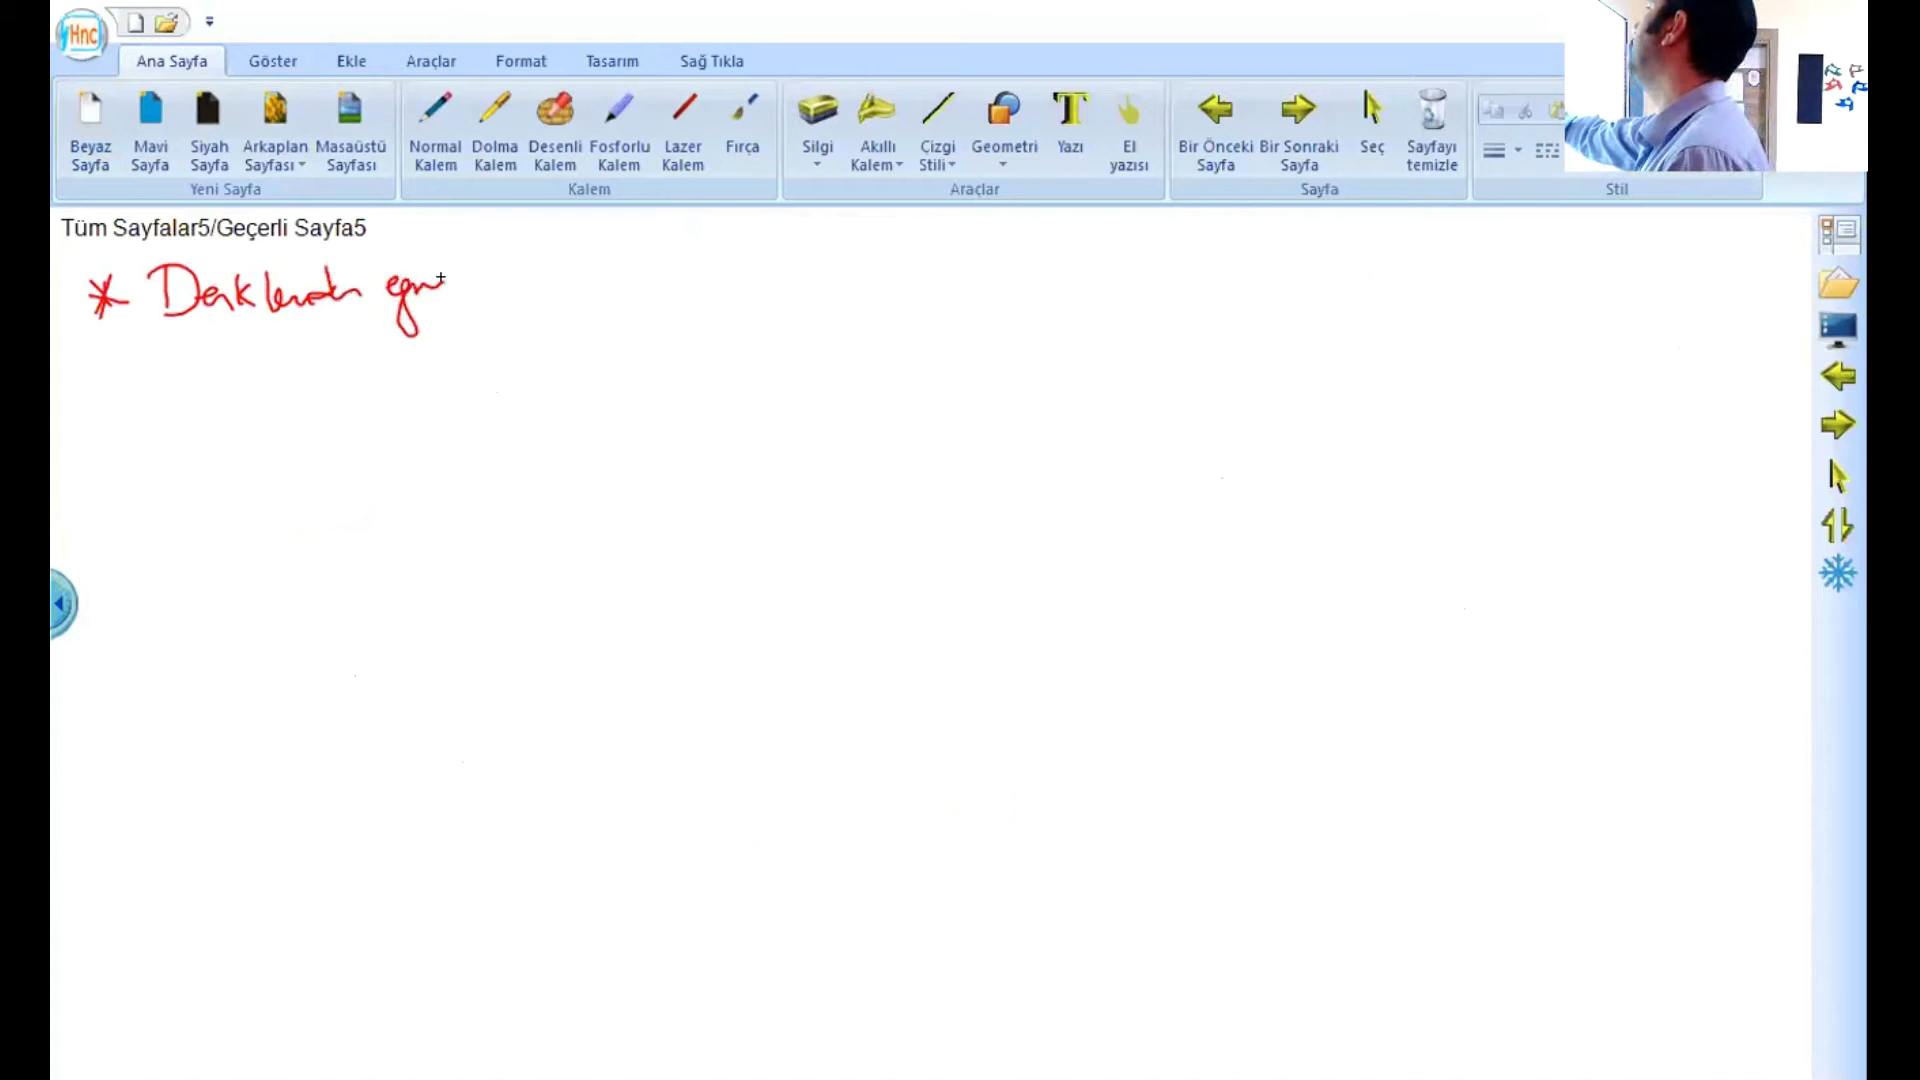 Hnc
Ana Sayfa Göster Ekle Araçlar Format Tasarım Sağ Tıkla
Beyaz Sayfa Mavi Sayfa Siyah Sayfa Arkaplan Sayfası Masaüstü Sayfası
Normal Kalem Dolma Kalem Desenli Kalem Fosforlu Kalem Lazer Kalem Fırça
Silgi Akıllı Kalem Çizgi Stili Geometri Yazı El yazısı
Bir Önceki Sayfa Bir Sonraki Sayfa Seç Sayfayı temizle
Yeni Sayfa Kalem Araçlar Sayfa Stil
Tüm Sayfalar5/Geçerli Sayfa5